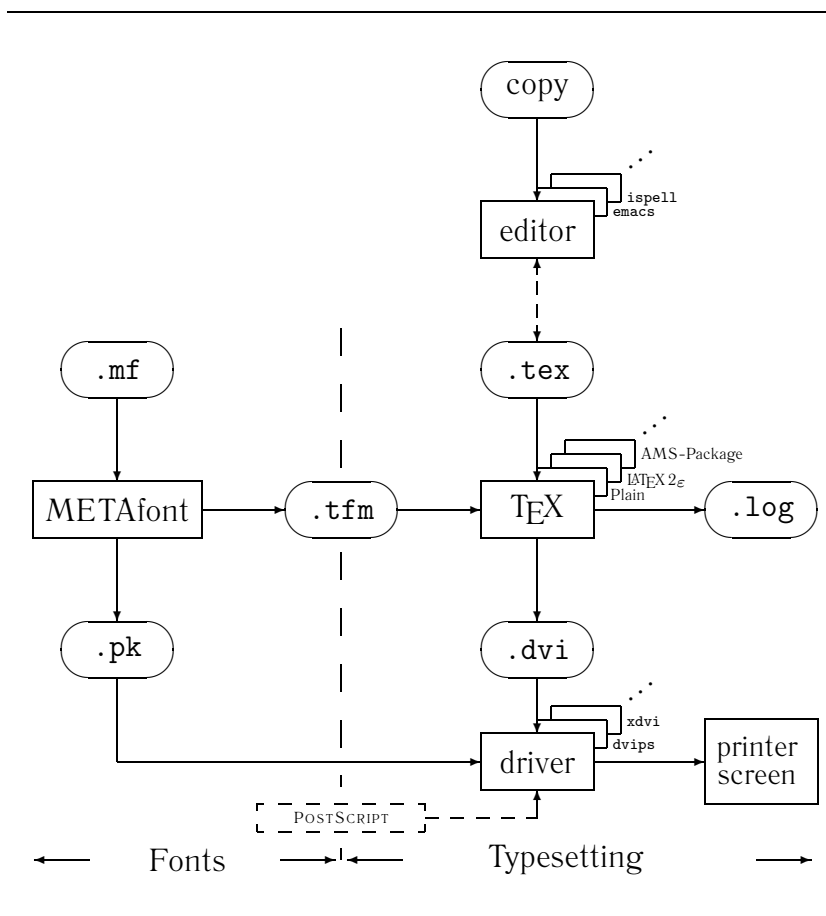 copy
ispell
emacs
editor
.mf
.tex
AMS-Package
LATEX 2ε
Plain
METAfont
.tfm
TEX
.log
.pk
.dvi
xdvi
dvips
driver
printer
screen
POSTSCRIPT
Fonts
Typesetting